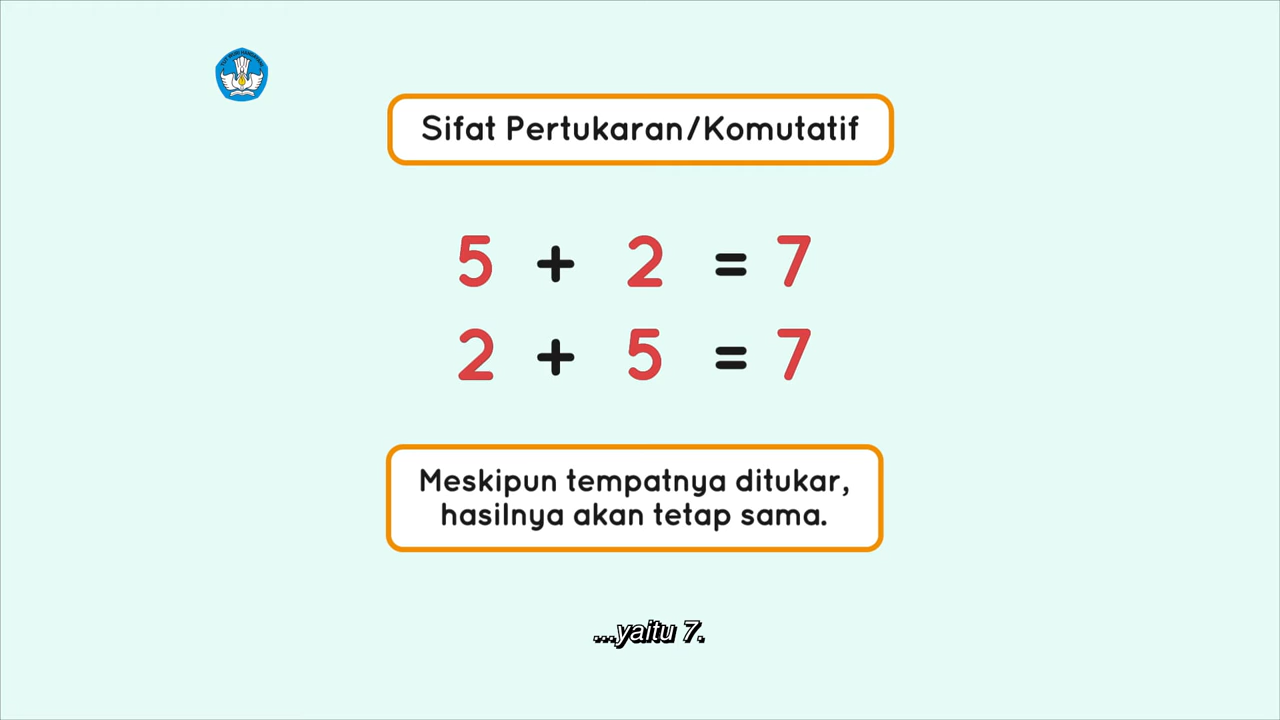 Sifat Pertukaran/Komutatif
5 + 2 = 7
2 + 5 = 7
Meskipun tempatnya ditukar,
hasilnya akan tetap sama.
...yaitu 7.